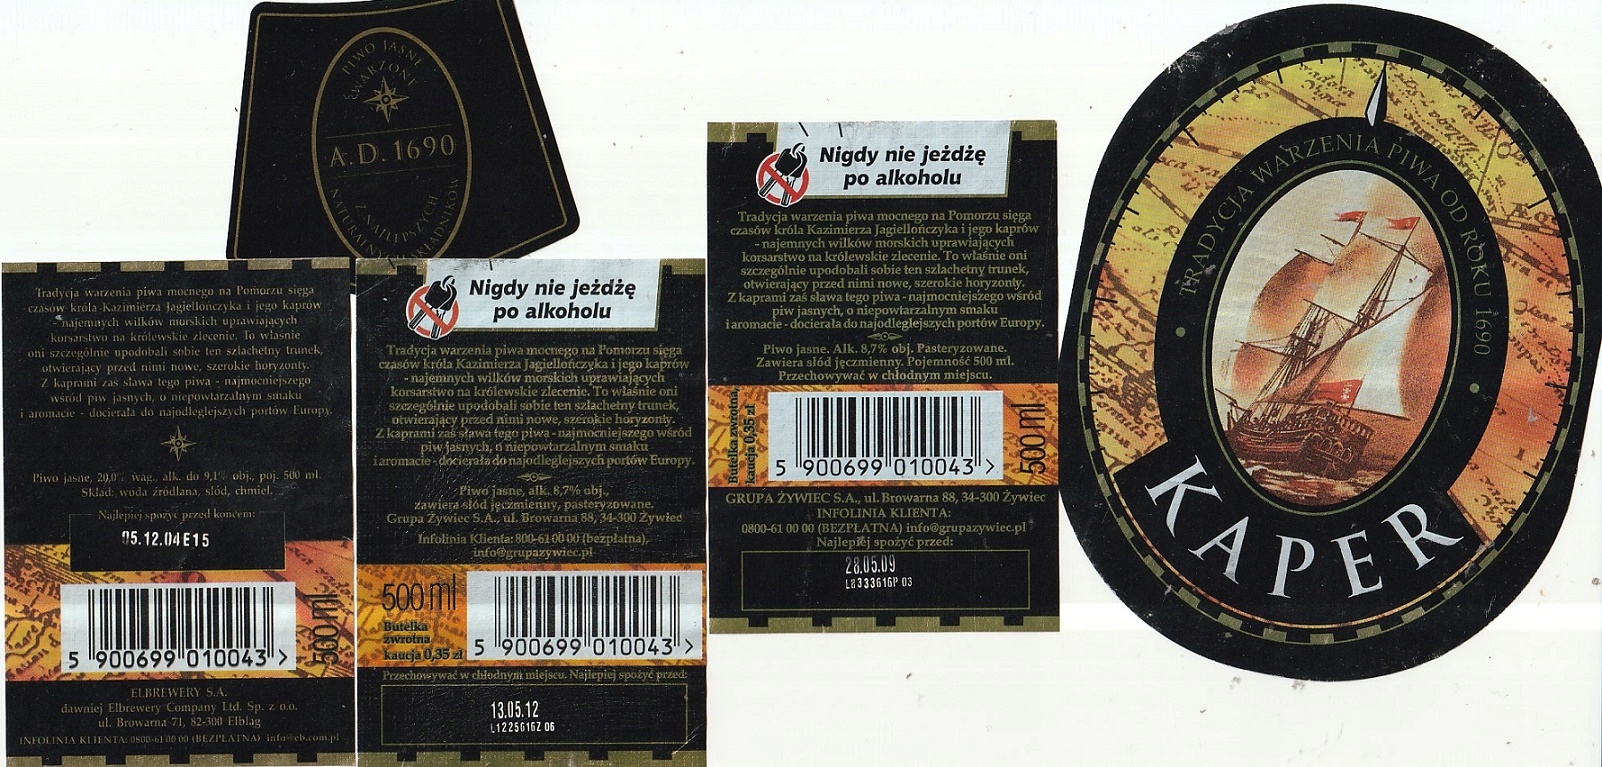 PIWO JASNE
WARZONE
A.D. 1690
Z NAJLEPSZYCH
NATURALNYCH SKŁADNIKÓW
Tradycja warzenia piwa mocnego na Pomorzu sięga
czasów króla Kazimierza Jagiellończyka i jego kaprów
- najemnych wilków morskich uprawiających
korsarstwo na królewskie zlecenie. To właśnie
oni szczególnie upodobali sobie ten szlachetny trunek,
otwierający przed nimi nowe, szerokie horyzonty.
Z kaprami zaś sława tego piwa - najmocniejszego
wśród piw jasnych, o niepowtarzalnym smaku
i aromacie - docierała do najodleglejszych portów Europy.
Piwo jasne, 20,0% wag., alk. do 9,1% obj., poj. 500 ml.
Skład: woda źródlana, słód, chmiel.
Najlepiej spożyć przed końcem:
05.12.04E15
5 900699 010043 >
500 ml
ELBREWERY S.A.
dawniej Elbrewery Company Ltd. Sp. z o.o.
ul. Browarna 71, 82-300 Elbląg
INFOLINIA KLIENTA: 0800-61 00 00 (BEZPŁATNA) info@eb.com.pl
Nigdy nie jeżdżę
po alkoholu
Tradycja warzenia piwa mocnego na Pomorzu sięga
czasów króla Kazimierza Jagiellończyka i jego kaprów
- najemnych wilków morskich uprawiających
korsarstwo na królewskie zlecenie. To właśnie oni
szczególnie upodobali sobie ten szlachetny trunek,
otwierający przed nimi nowe, szerokie horyzonty.
Z kaprami zaś sława tego piwa - najmocniejszego wśród
piw jasnych, o niepowtarzalnym smaku
i aromacie - docierała do najodleglejszych portów Europy.
Piwo jasne, alk. 8,7% obj.,
zawiera słód jęczmienny, pasteryzowane.
Grupa Żywiec S.A., ul. Browarna 88, 34-300 Żywiec
Infolinia Klienta: 800-61 00 00 (bezpłatna),
info@grupazywiec.pl
500 ml
Butelka
zwrotna
kaucja 0,35 zł
5 900699 010043 >
Przechowywać w chłodnym miejscu. Najlepiej spożyć przed:
13.05.12
L1225616Z 06
Nigdy nie jeżdżę
po alkoholu
Tradycja warzenia piwa mocnego na Pomorzu sięga
czasów króla Kazimierza Jagiellończyka i jego kaprów
- najemnych wilków morskich uprawiających
korsarstwo na królewskie zlecenie. To właśnie oni
szczególnie upodobali sobie ten szlachetny trunek,
otwierający przed nimi nowe, szerokie horyzonty.
Z kaprami zaś sława tego piwa - najmocniejszego wśród
piw jasnych, o niepowtarzalnym smaku
i aromacie - docierała do najodleglejszych portów Europy.
Piwo jasne. Alk. 8,7% obj. Pasteryzowane.
Zawiera słód jęczmienny. Pojemność 500 ml.
Przechowywać w chłodnym miejscu.
Butelka zwrotna,
kaucja 0,35 zł
5 900699 010043 >
500 ml
GRUPA ŻYWIEC S.A., ul. Browarna 88, 34-300 Żywiec
INFOLINIA KLIENTA:
0800-61 00 00 (BEZPŁATNA) info@grupazywiec.pl
Najlepiej spożyć przed:
28.05.09
L8333616P 03
TRADYCJA WARZENIA PIWA OD ROKU 1690
KAPER